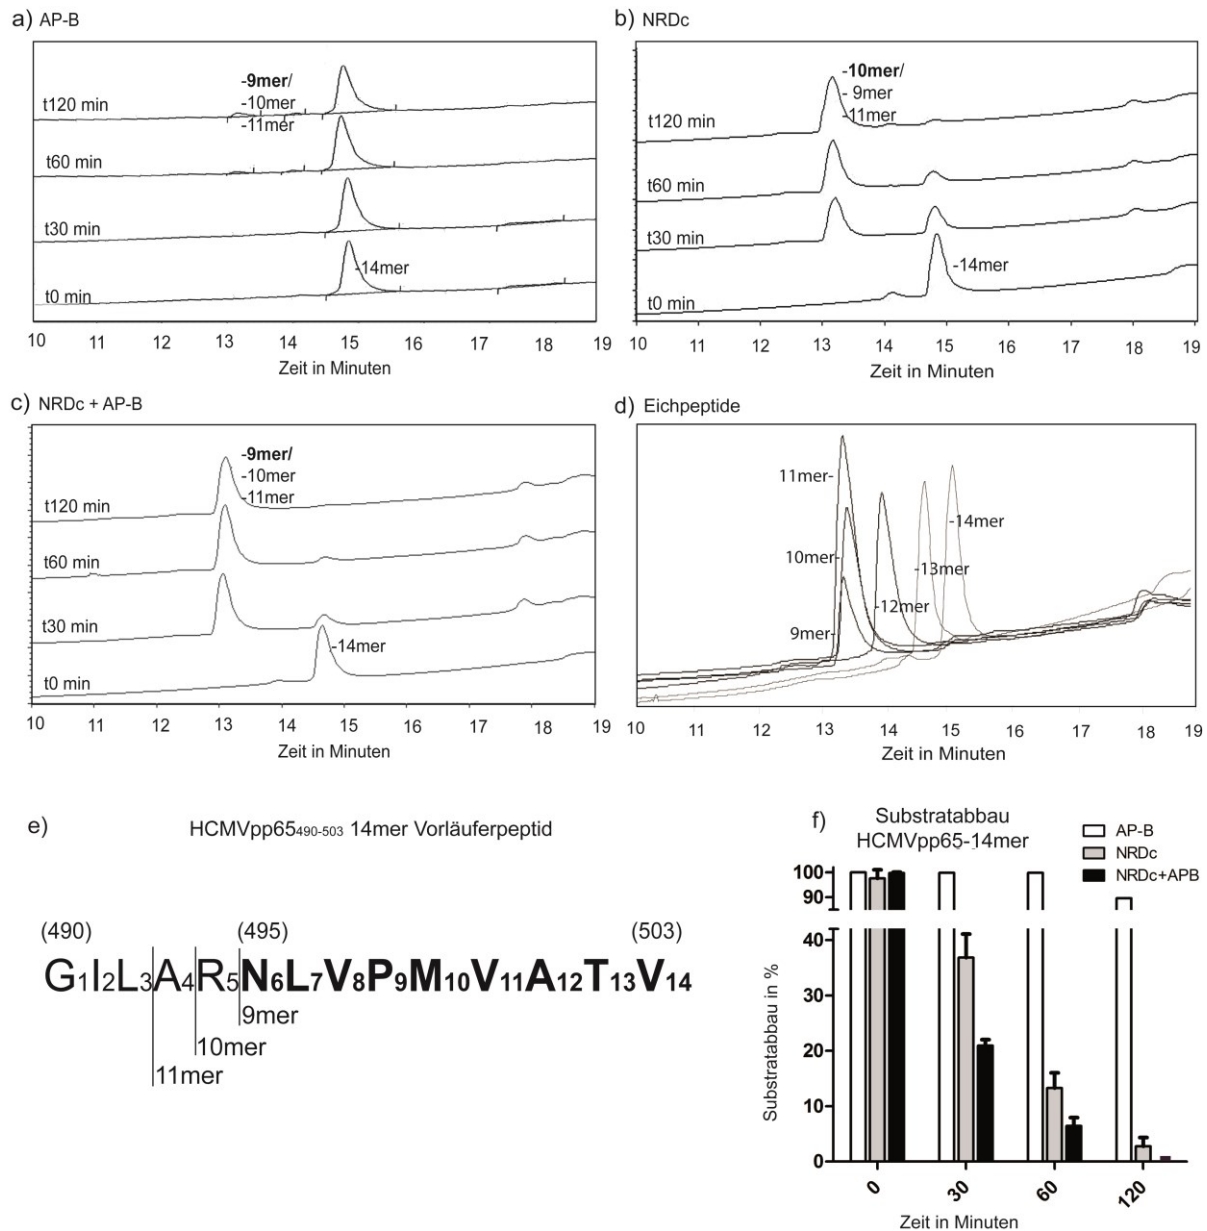 a) AP-B
-9mer/
-10mer
-11mer
t120 min
t60 min
t30 min
-14mer
t0 min
10 11 12 13 14 15 16 17 18 19
Zeit in Minuten
b) NRDc
-10mer/
- 9mer
-11mer
t120 min
t60 min
t30 min
-14mer
t0 min
10 11 12 13 14 15 16 17 18 19
Zeit in Minuten
c) NRDc + AP-B
-9mer/
-10mer
-11mer
t120 min
t60 min
t30 min
-14mer
t0 min
10 11 12 13 14 15 16 17 18 19
Zeit in Minuten
d) Eichpeptide
11mer-
-14mer
10mer-
-13mer
-12mer
9mer-
10 11 12 13 14 15 16 17 18 19
Zeit in Minuten
e) HCMVpp65490-503 14mer Vorläuferpeptid
(490) (495) (503)
G1I2L3A4R5N6L7V8P9M10V11A12T13V14
9mer
10mer
11mer
f) Substratabbau
HCMVpp65-14mer
AP-B
NRDc
NRDc+APB
Substratabbau in %
100
90
40
30
20
10
0
0 30 60 120
Zeit in Minuten